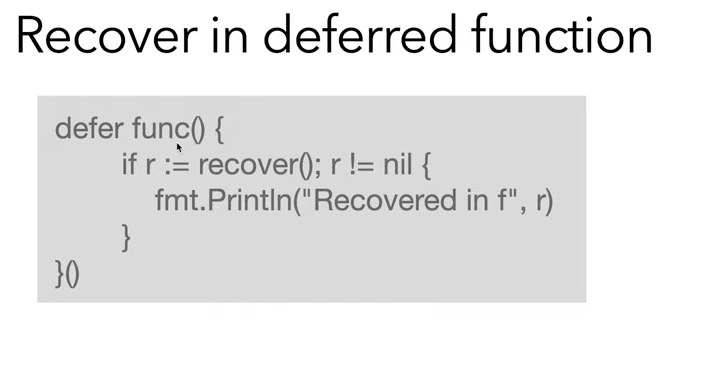 Recover in deferred function
defer func() {
if r := recover(); r != nil {
fmt.Println("Recovered in f", r)
}
}()